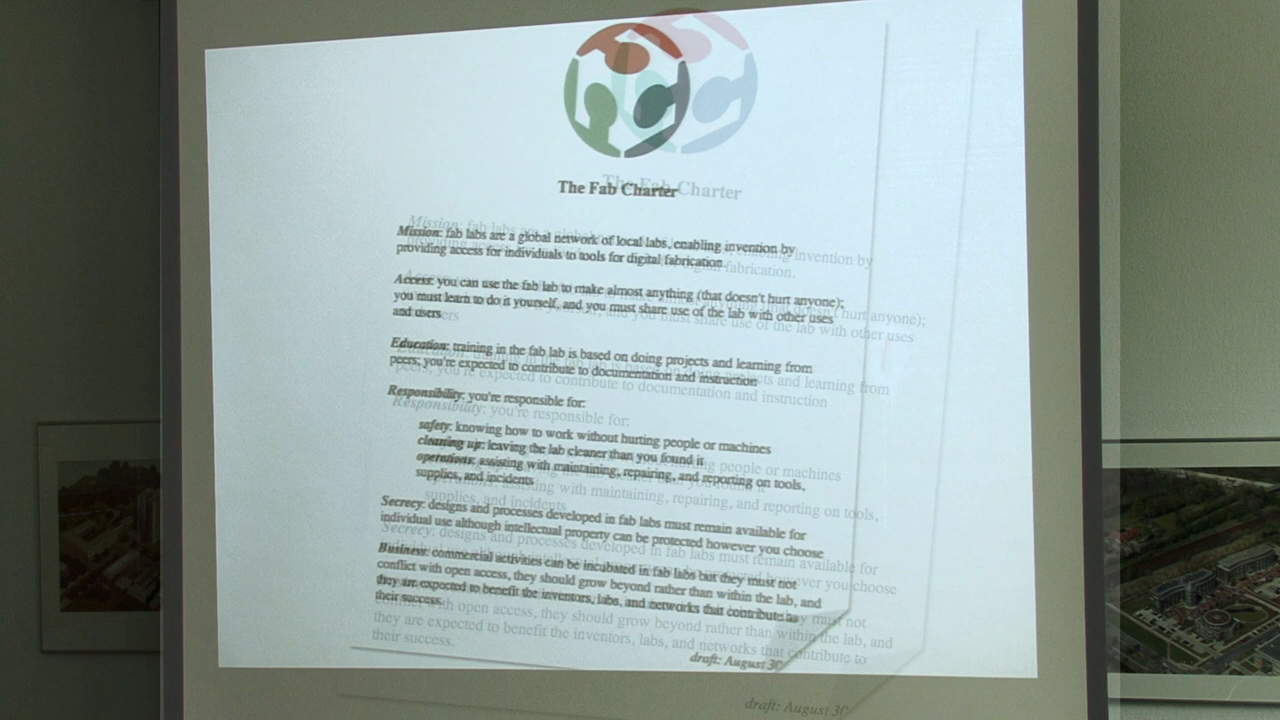 The Fab Charter
Mission: fab labs are a global network of local labs, enabling invention by
providing access for individuals to tools for digital fabrication.
Access: you can use the fab lab to make almost anything (that doesn't hurt anyone);
you must learn to do it yourself, and you must share use of the lab with other uses
and users
Education: training in the fab lab is based on doing projects and learning from
peers; you're expected to contribute to documentation and instruction
Responsibility: you're responsible for:
safety: knowing how to work without hurting people or machines
cleaning up: leaving the lab cleaner than you found it
operations: assisting with maintaining, repairing, and reporting on tools,
supplies, and incidents
Secrecy: designs and processes developed in fab labs must remain available for
individual use although intellectual property can be protected however you choose
Business: commercial activities can be incubated in fab labs but they must not
conflict with open access, they should grow beyond rather than within the lab, and
they are expected to benefit the inventors, labs, and networks that contribute to
their success.
draft: August 30